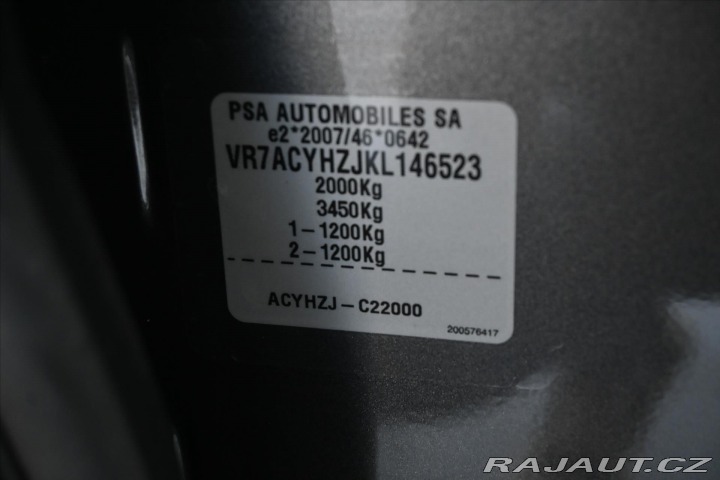 PSA AUTOMOBILES SA
e2*2007/46*0642
VR7ACYHZJKL146523
2000Kg
3450Kg
1-1200Kg
2-1200Kg
ACYHZJ-C22000
200576417
RAJAUT.CZ